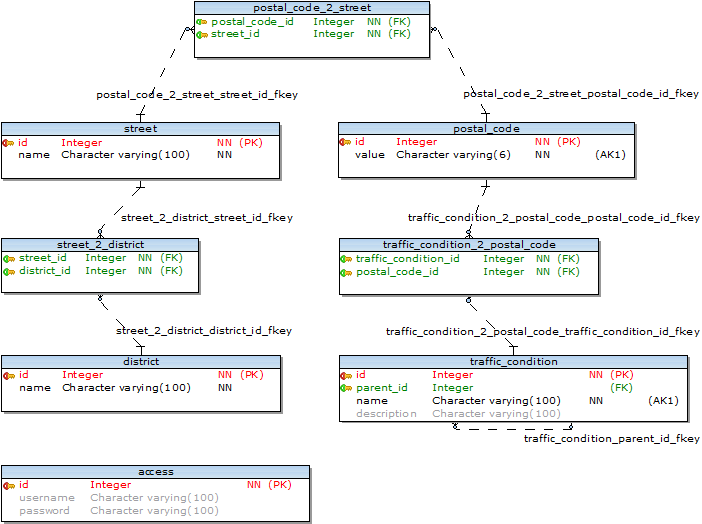 postal_code_2_street
postal_code_id Integer NN (FK)
street_id Integer NN (FK)
postal_code_2_street_street_id_fkey
postal_code_2_street_postal_code_id_fkey
street
id Integer NN (PK)
name Character varying(100) NN
postal_code
id Integer NN (PK)
value Character varying(6) NN (AK1)
street_2_district_street_id_fkey
traffic_condition_2_postal_code_postal_code_id_fkey
street_2_district
street_id Integer NN (FK)
district_id Integer NN (FK)
traffic_condition_2_postal_code
traffic_condition_id Integer NN (FK)
postal_code_id Integer NN (FK)
street_2_district_district_id_fkey
traffic_condition_2_postal_code_traffic_condition_id_fkey
district
id Integer NN (PK)
name Character varying(100) NN
traffic_condition
id Integer NN (PK)
parent_id Integer (FK)
name Character varying(100) NN (AK1)
description Character varying(100)
traffic_condition_parent_id_fkey
access
id Integer NN (PK)
username Character varying(100)
password Character varying(100)